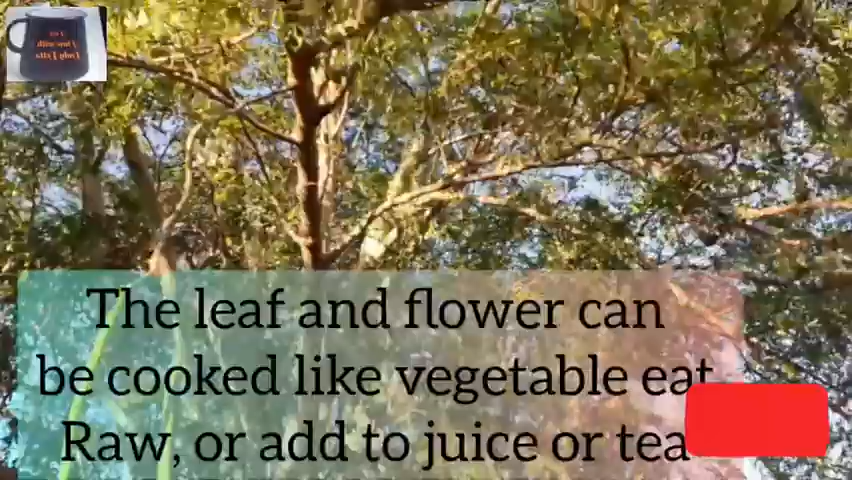 The leaf and flower can
be cooked like vegetable eat
Raw, or add to juice or tea